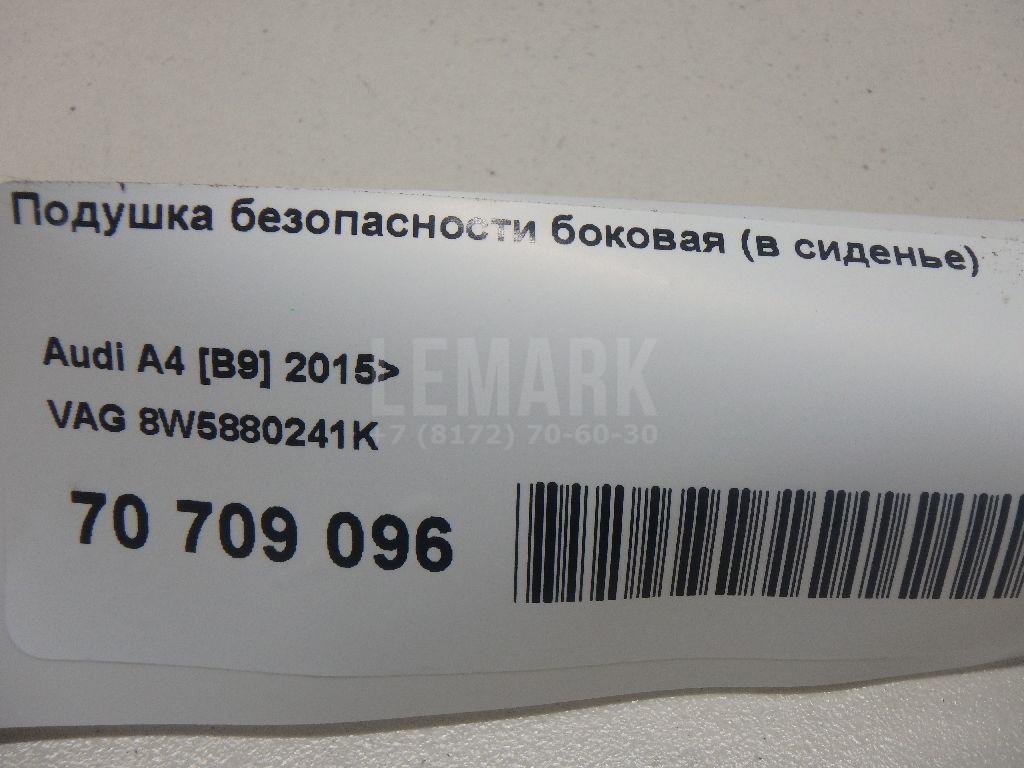 Подушка безопасности боковая (в сиденье)
Audi A4 [B9] 2015>
LEMARK
VAG 8W5880241K
+7 (8172) 70-60-30
70 709 096